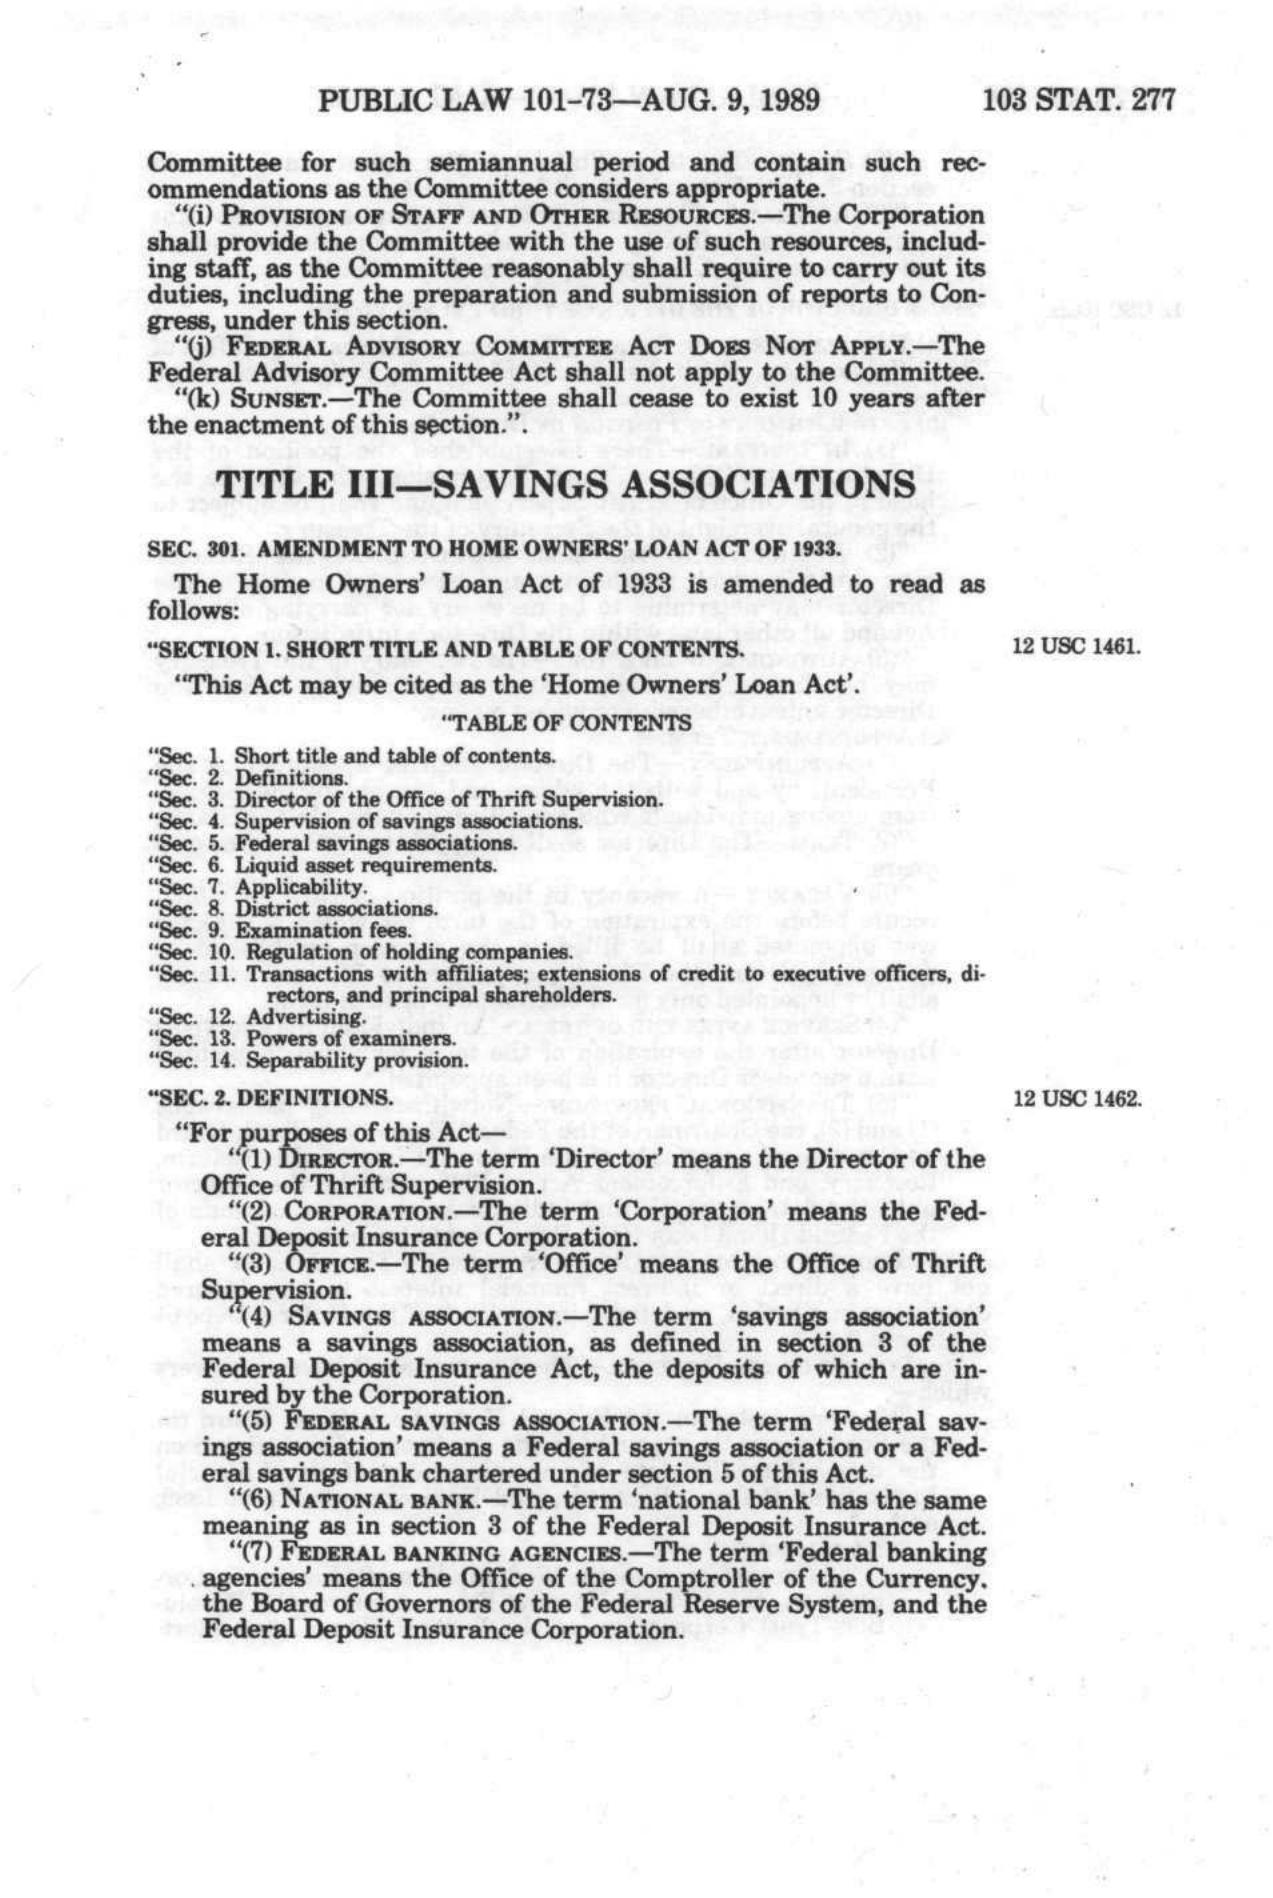 PUBLIC LAW 101-73—AUG. 9, 1989 103 STAT. 277
Committee for such semiannual period and contain such rec-
ommendations as the Committee considers appropriate.
“(i) PROVISION OF STAFF AND OTHER RESOURCES.—The Corporation
shall provide the Committee with the use of such resources, includ-
ing staff, as the Committee reasonably shall require to carry out its
duties, including the preparation and submission of reports to Con-
gress, under this section.
“(j) FEDERAL ADVISORY COMMITTEE ACT DOES NOT APPLY.—The
Federal Advisory Committee Act shall not apply to the Committee.
“(k) SUNSET.—The Committee shall cease to exist 10 years after
the enactment of this section.”.
TITLE III—SAVINGS ASSOCIATIONS
SEC. 301. AMENDMENT TO HOME OWNERS’ LOAN ACT OF 1933.
The Home Owners’ Loan Act of 1933 is amended to read as
follows:
“SECTION 1. SHORT TITLE AND TABLE OF CONTENTS. 12 USC 1461.
“This Act may be cited as the ‘Home Owners’ Loan Act’.
“TABLE OF CONTENTS
“Sec. 1. Short title and table of contents.
“Sec. 2. Definitions.
“Sec. 3. Director of the Office of Thrift Supervision.
“Sec. 4. Supervision of savings associations.
“Sec. 5. Federal savings associations.
“Sec. 6. Liquid asset requirements.
“Sec. 7. Applicability.
“Sec. 8. District associations.
“Sec. 9. Examination fees.
“Sec. 10. Regulation of holding companies.
“Sec. 11. Transactions with affiliates; extensions of credit to executive officers, di-
rectors, and principal shareholders.
“Sec. 12. Advertising.
“Sec. 13. Powers of examiners.
“Sec. 14. Separability provision.
“SEC. 2. DEFINITIONS. 12 USC 1462.
“For purposes of this Act—
“(1) DIRECTOR.—The term ‘Director’ means the Director of the
Office of Thrift Supervision.
“(2) CORPORATION.—The term ‘Corporation’ means the Fed-
eral Deposit Insurance Corporation.
“(3) OFFICE.—The term ‘Office’ means the Office of Thrift
Supervision.
“(4) SAVINGS ASSOCIATION.—The term ‘savings association’
means a savings association, as defined in section 3 of the
Federal Deposit Insurance Act, the deposits of which are in-
sured by the Corporation.
“(5) FEDERAL SAVINGS ASSOCIATION.—The term ‘Federal sav-
ings association’ means a Federal savings association or a Fed-
eral savings bank chartered under section 5 of this Act.
“(6) NATIONAL BANK.—The term ‘national bank’ has the same
meaning as in section 3 of the Federal Deposit Insurance Act.
“(7) FEDERAL BANKING AGENCIES.—The term ‘Federal banking
agencies’ means the Office of the Comptroller of the Currency.
the Board of Governors of the Federal Reserve System, and the
Federal Deposit Insurance Corporation.